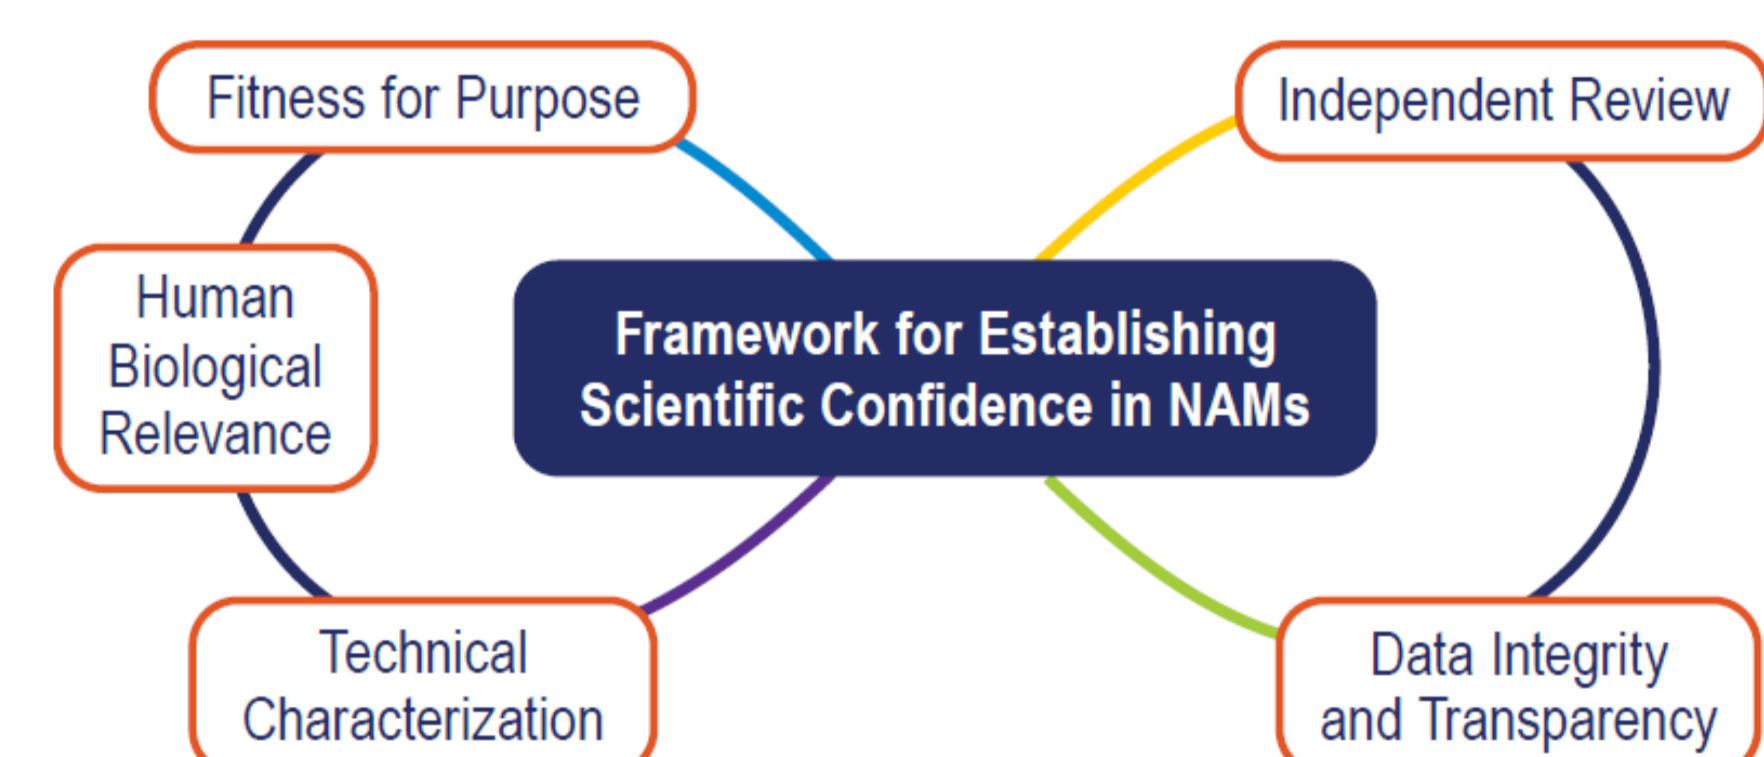 Fitness for Purpose
Independent Review
Human
Biological
Relevance
Framework for Establishing
Scientific Confidence in NAMs
Technical
Characterization
Data Integrity
and Transparency